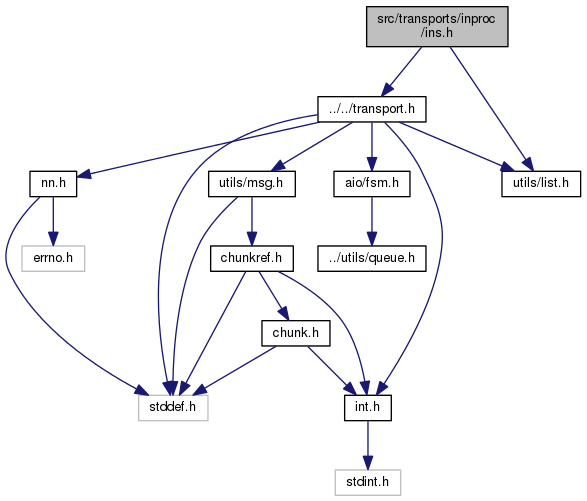 src/transports/inproc
/ins.h
../../transport.h
nn.h
utils/msg.h
aio/fsm.h
utils/list.h
errno.h
chunkref.h
../utils/queue.h
chunk.h
stddef.h
int.h
stdint.h